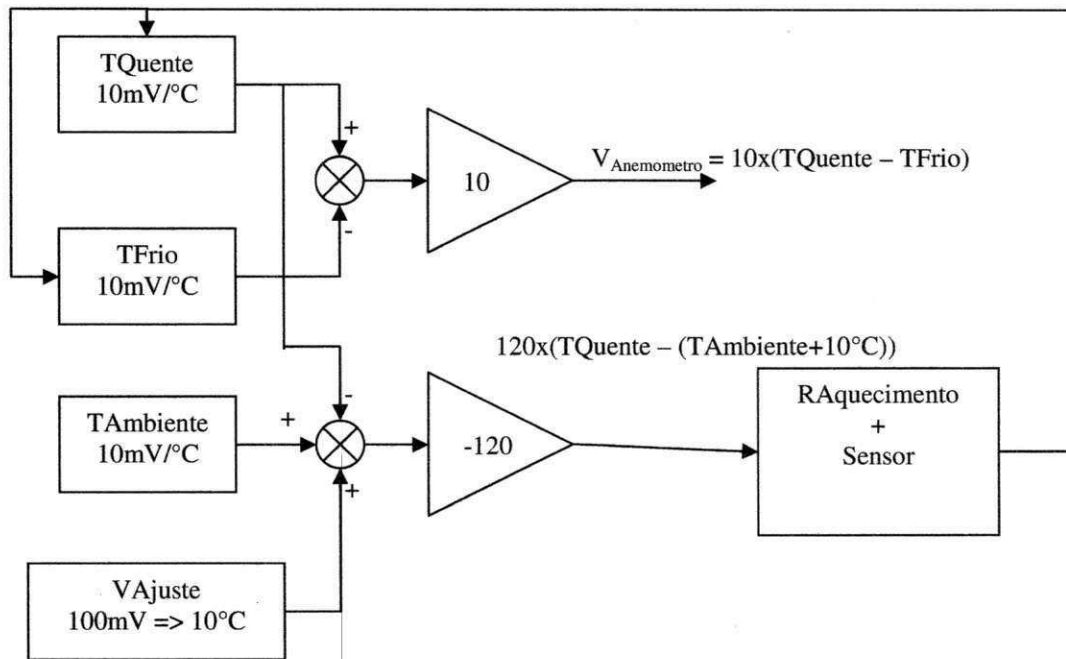 TQuente
10mV/°C
+
10
V Anemometro = 10x(TQuente – TFrio)
-
TFrio
10mV/°C
120x(TQuente – (TAmbiente+10°C))
-
TAmbiente
10mV/°C
+
-120
RAquecimento
+
Sensor
+
VAjuste
100mV => 10°C